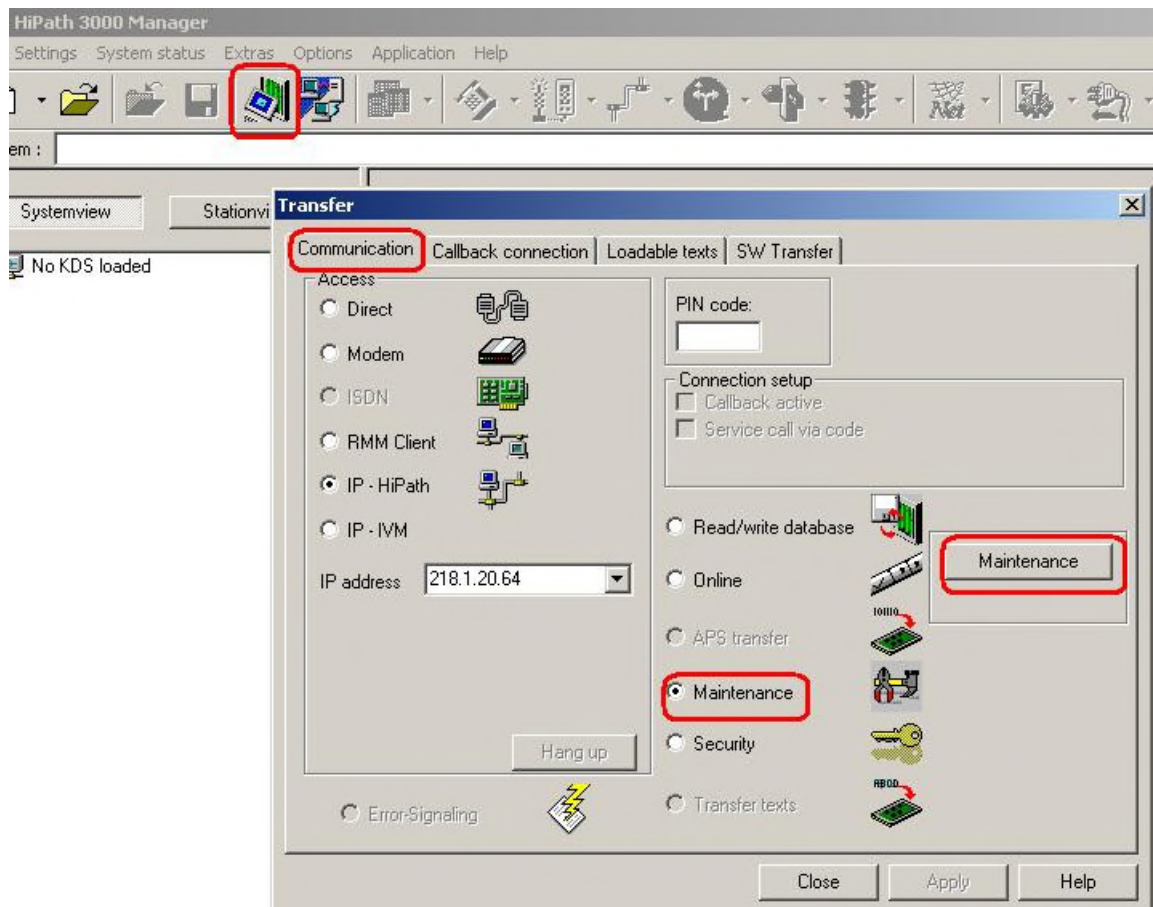 HiPath 3000 Manager
Settings System status Extras Options Application Help
Net
em :
Systemview Stationvi
No KDS loaded
Transfer
Communication Callback connection Loadable texts SW Transfer
Access
Direct
Modem
ISDN
RMM Client
IP - HiPath
IP - IVM
IP address 218.1.20.64
Hang up
Error-Signaling
PIN code:
Connection setup
Callback active
Service call via code
Read/write database
Online
APS transfer
Maintenance
Security
Transfer texts
Maintenance
Close Apply Help